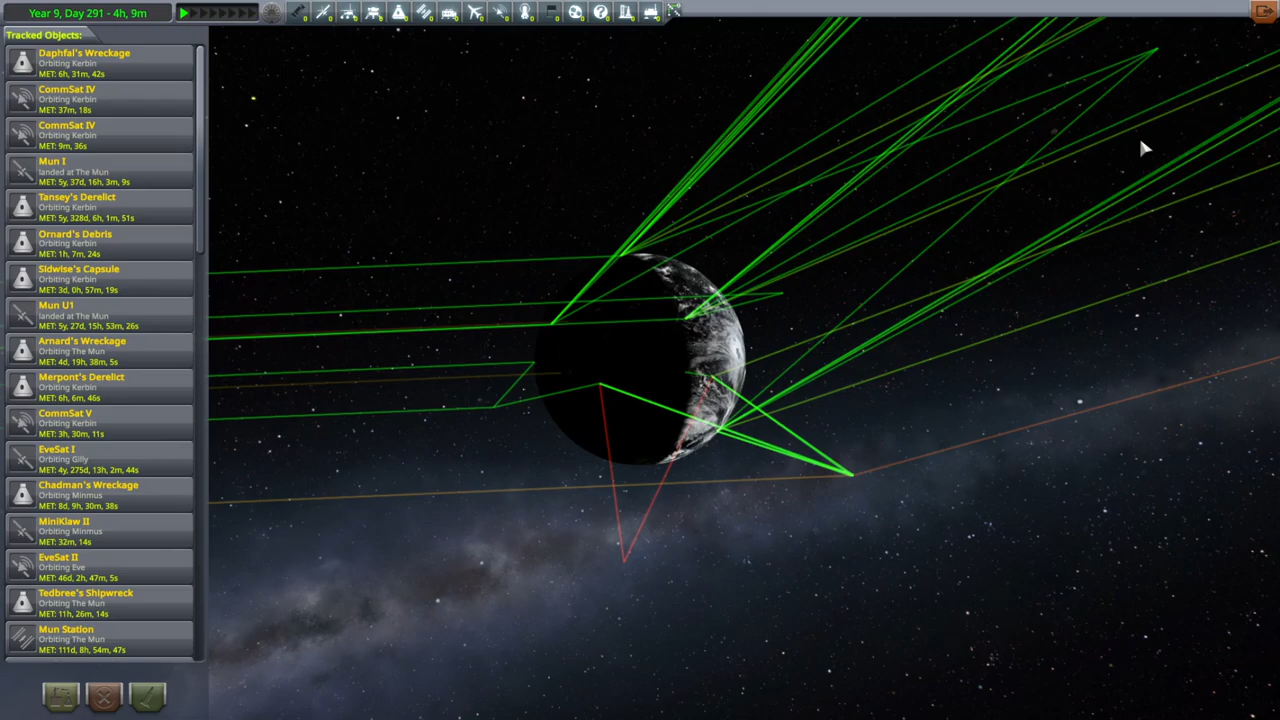 Year 9, Day 291 - 4h, 9m
Tracked Objects:
Daphfal's Wreckage
Orbiting Kerbin
MET: 6h, 31m, 42s
CommSat IV
Orbiting Kerbin
MET: 37m, 18s
CommSat IV
Orbiting Kerbin
MET: 9m, 36s
Mun I
landed at The Mun
MET: 5y, 37d, 16h, 3m, 9s
Tansey's Derelict
Orbiting Kerbin
MET: 5y, 328d, 6h, 1m, 51s
Ornard's Debris
Orbiting Kerbin
MET: 1h, 7m, 24s
Sidwise's Capsule
Orbiting Kerbin
MET: 3d, 0h, 57m, 19s
Mun U1
landed at The Mun
MET: 5y, 27d, 15h, 53m, 26s
Arnard's Wreckage
Orbiting The Mun
MET: 4d, 19h, 38m, 5s
Merpont's Derelict
Orbiting Kerbin
MET: 6h, 6m, 46s
CommSat V
Orbiting Kerbin
MET: 3h, 30m, 11s
EveSat I
Orbiting Gilly
MET: 4y, 275d, 13h, 2m, 44s
Chadman's Wreckage
Orbiting Minmus
MET: 8d, 9h, 30m, 38s
MiniKlaw II
Orbiting Minmus
MET: 32m, 14s
EveSat II
Orbiting Eve
MET: 46d, 2h, 47m, 5s
Tedbree's Shipwreck
Orbiting The Mun
MET: 11h, 26m, 14s
Mun Station
Orbiting The Mun
MET: 111d, 8h, 54m, 47s